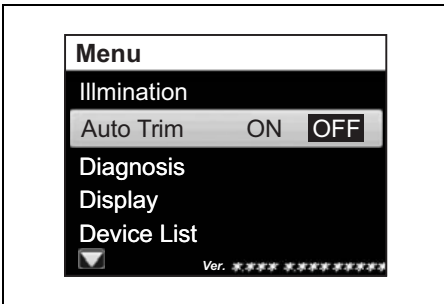 Menu
Illmination
Auto Trim ON OFF
Diagnosis
Display
Device List
Ver. **** **********